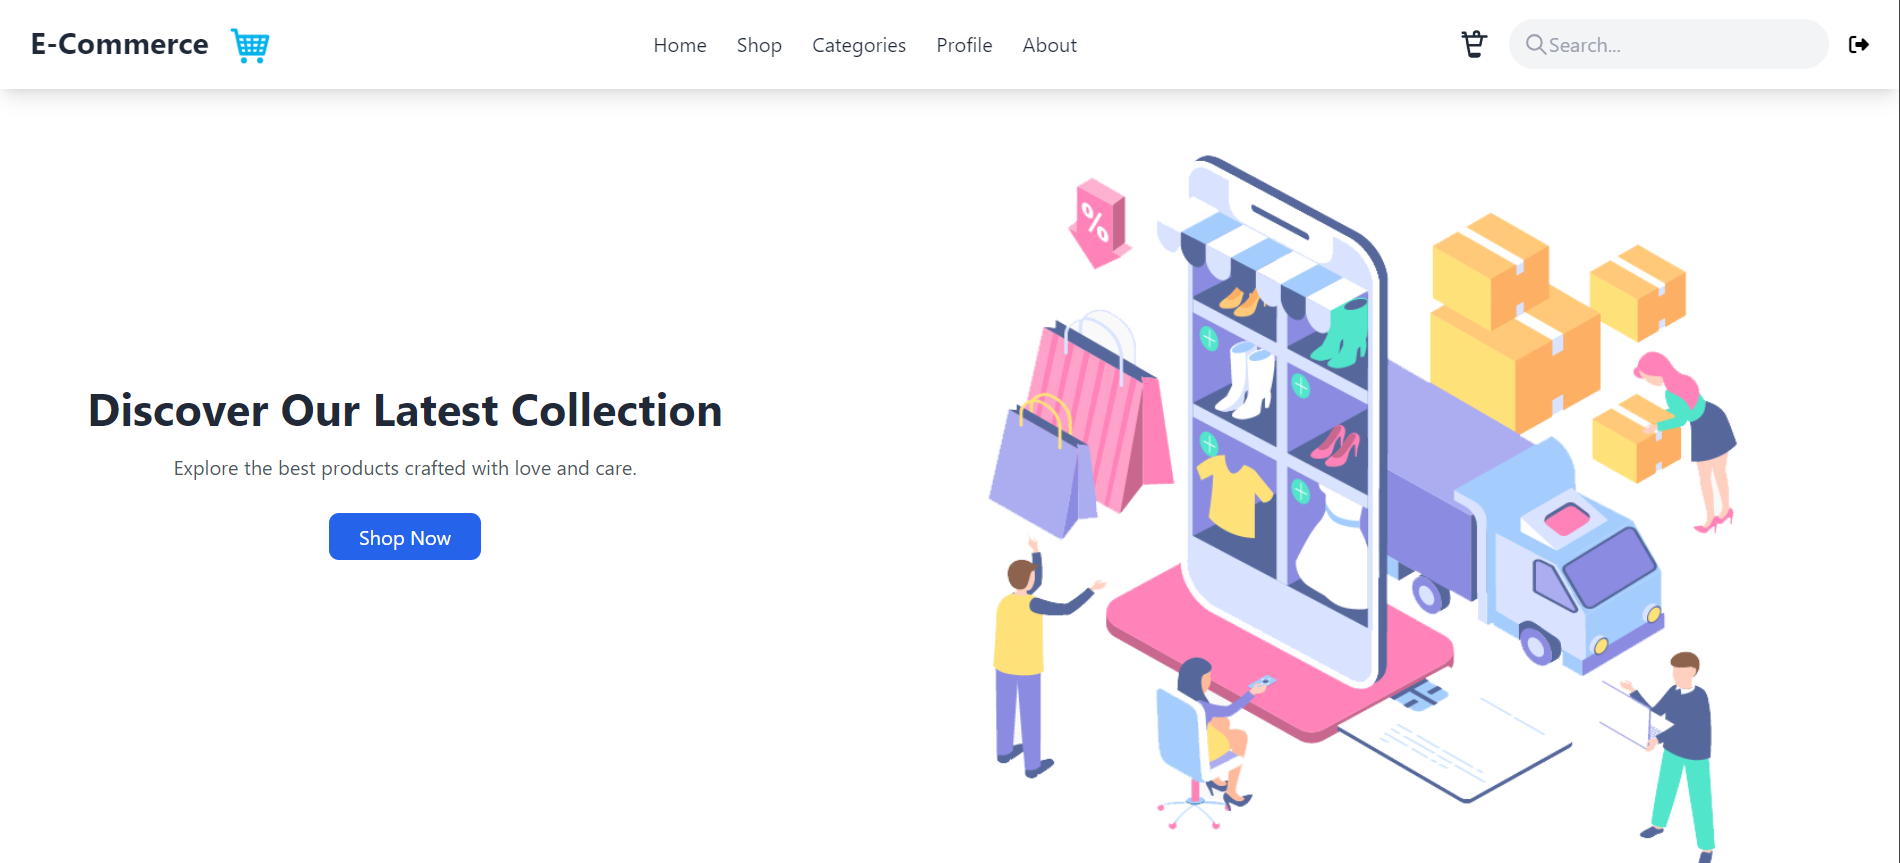 E-Commerce
Home
Shop
Categories
Profile
About
Search...
%
Discover Our Latest Collection
Explore the best products crafted with love and care.
Shop Now